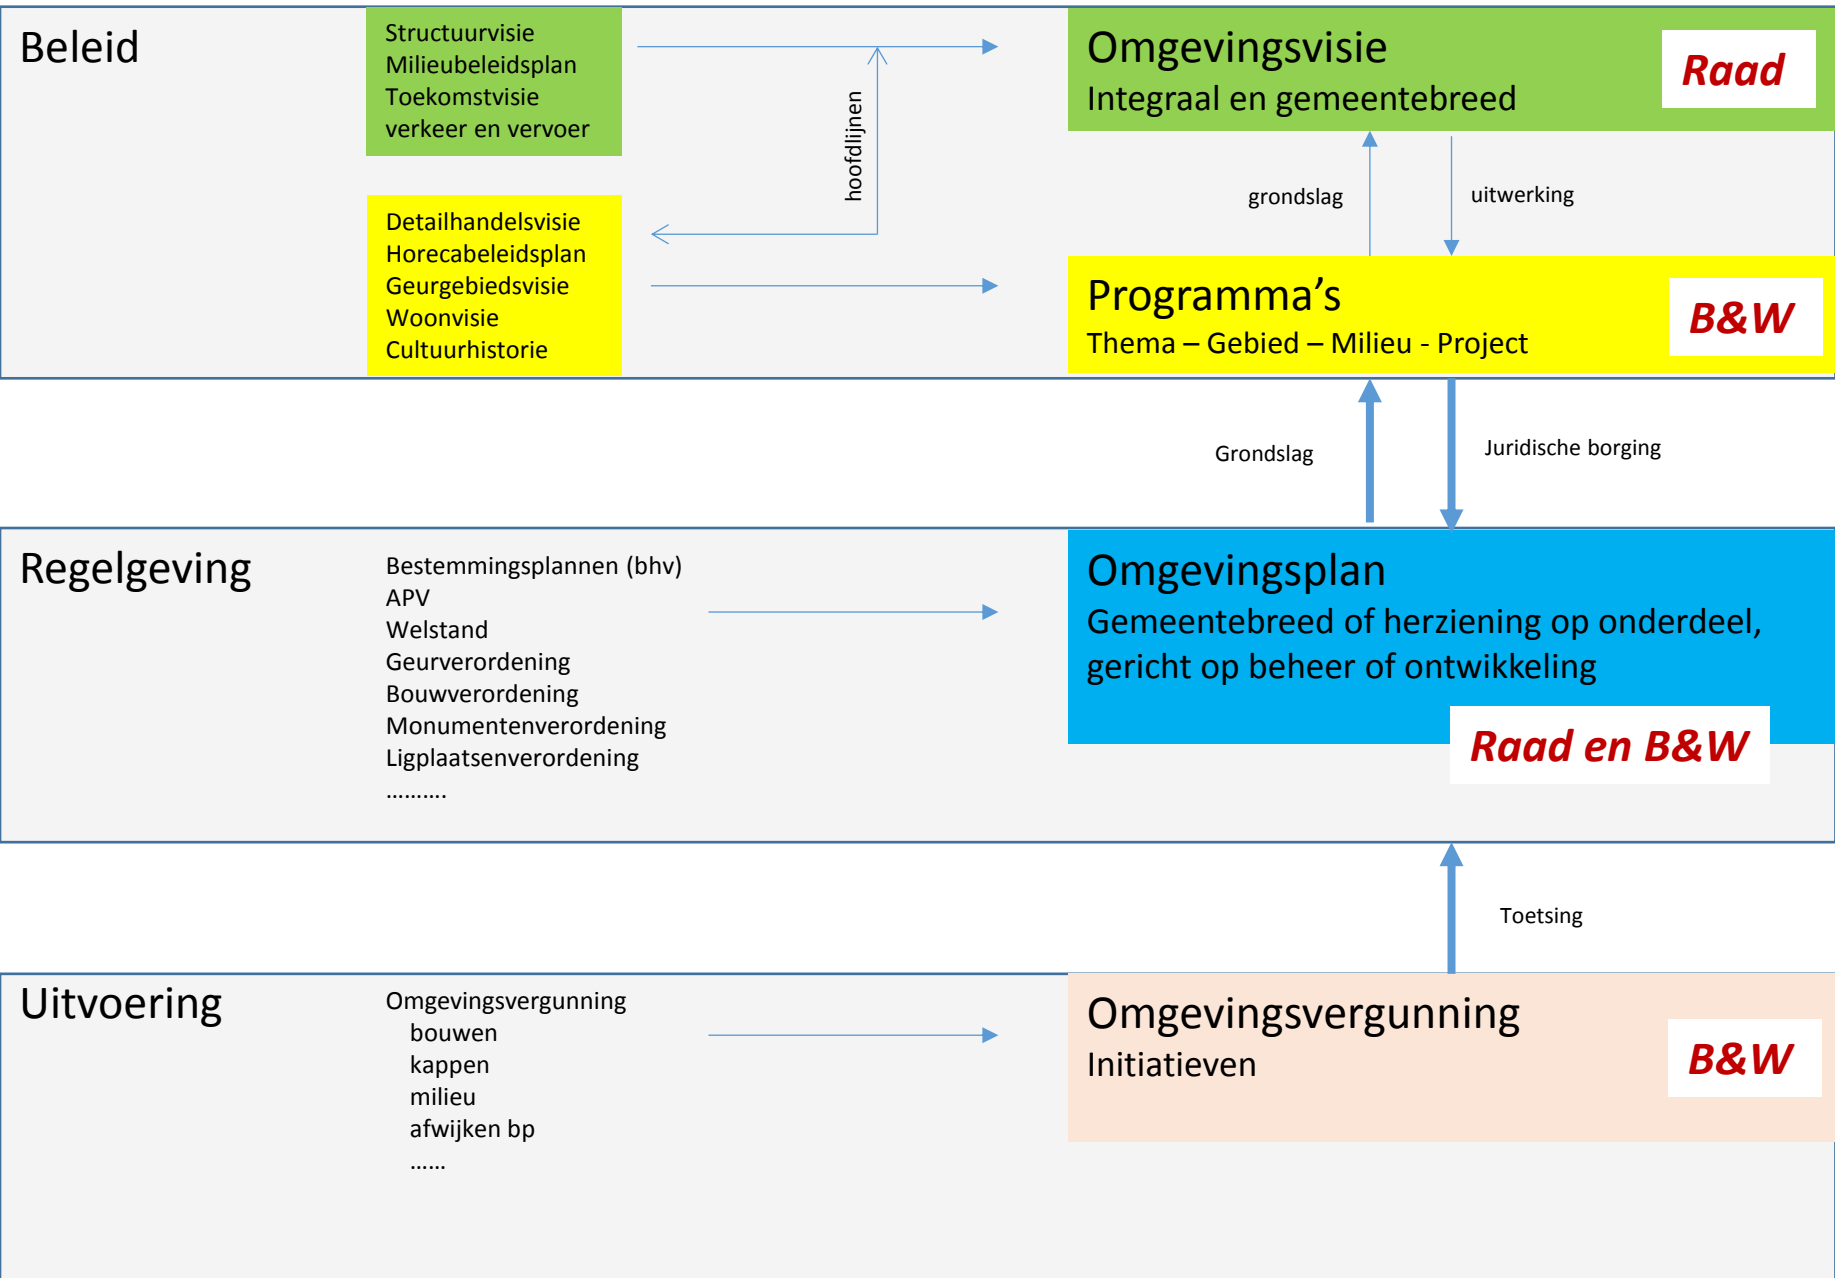 Beleid
Structuurvisie
Milieubeleidsplan
Toekomstvisie
verkeer en vervoer
hoofdlijnen
Detailhandelsvisie
Horecabeleidsplan
Geurgebiedsvisie
Woonvisie
Cultuurhistorie
Omgevingsvisie
Integraal en gemeentebreed
Raad
grondslag
uitwerking
Programma’s
Thema – Gebied – Milieu - Project
B&W
Grondslag
Juridische borging
Regelgeving
Bestemmingsplannen (bhv)
APV
Welstand
Geurverordening
Bouwverordening
Monumentenverordening
Ligplaatsenverordening
……….
Omgevingsplan
Gemeentebreed of herziening op onderdeel,
gericht op beheer of ontwikkeling
Raad en B&W
Toetsing
Uitvoering
Omgevingsvergunning
bouwen
kappen
milieu
afwijken bp
……
Omgevingsvergunning
Initiatieven
B&W